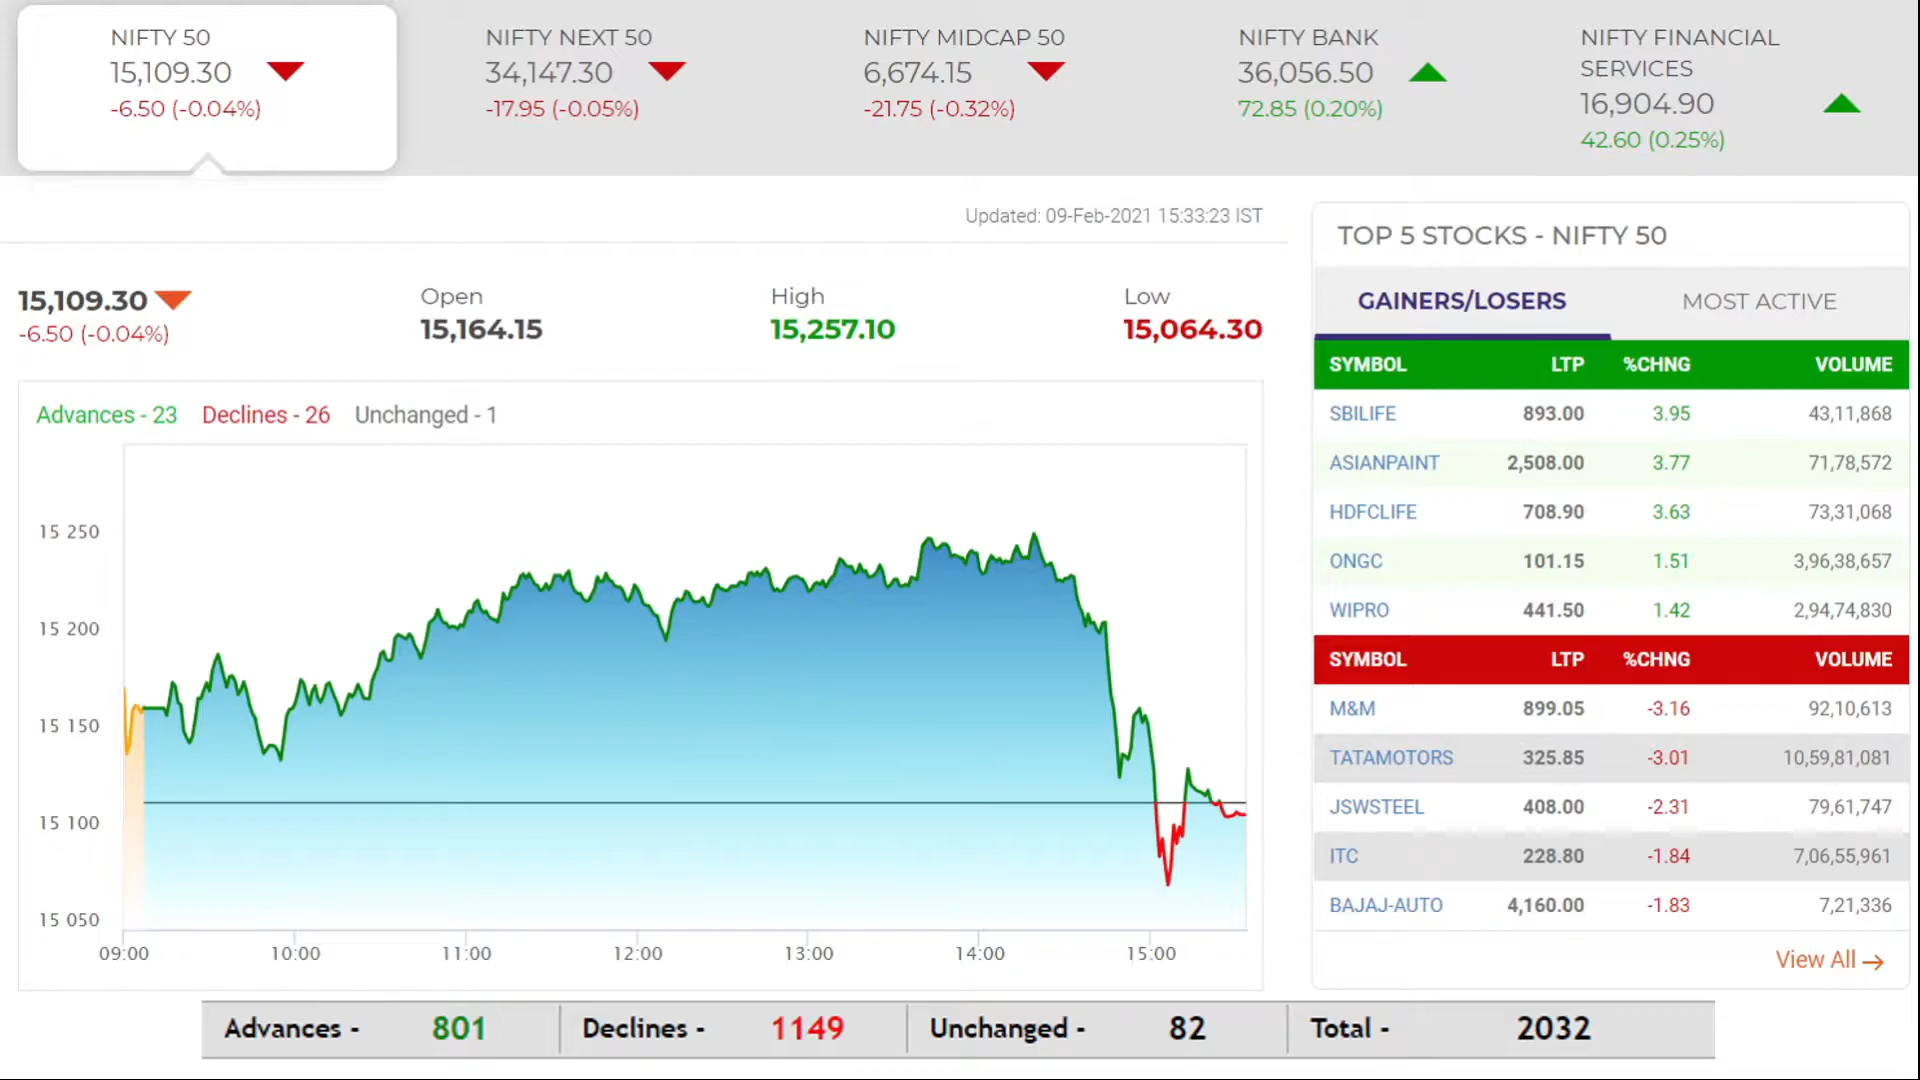 NIFTY 50
15,109.30
-6.50 (-0.04%)
NIFTY NEXT 50
34,147.30
-17.95 (-0.05%)
NIFTY MIDCAP 50
6,674.15
-21.75 (-0.32%)
NIFTY BANK
36,056.50
72.85 (0.20%)
NIFTY FINANCIAL
SERVICES
16,904.90
42.60 (0.25%)
Updated: 09-Feb-2021 15:33:23 IST
15,109.30
-6.50 (-0.04%)
Open
15,164.15
High
15,257.10
Low
15,064.30
Advances - 23 Declines - 26 Unchanged - 1
15 250
15 200
15 150
15 100
15 050
09:00 10:00 11:00 12:00 13:00 14:00 15:00
TOP 5 STOCKS - NIFTY 50
GAINERS/LOSERS MOST ACTIVE
SYMBOL LTP %CHNG VOLUME
SBILIFE 893.00 3.95 43,11,868
ASIANPAINT 2,508.00 3.77 71,78,572
HDFCLIFE 708.90 3.63 73,31,068
ONGC 101.15 1.51 3,96,38,657
WIPRO 441.50 1.42 2,94,74,830
SYMBOL LTP %CHNG VOLUME
M&M 899.05 -3.16 92,10,613
TATAMOTORS 325.85 -3.01 10,59,81,081
JSWSTEEL 408.00 -2.31 79,61,747
ITC 228.80 -1.84 7,06,55,961
BAJAJ-AUTO 4,160.00 -1.83 7,21,336
View All
Advances - 801 Declines - 1149 Unchanged - 82 Total - 2032